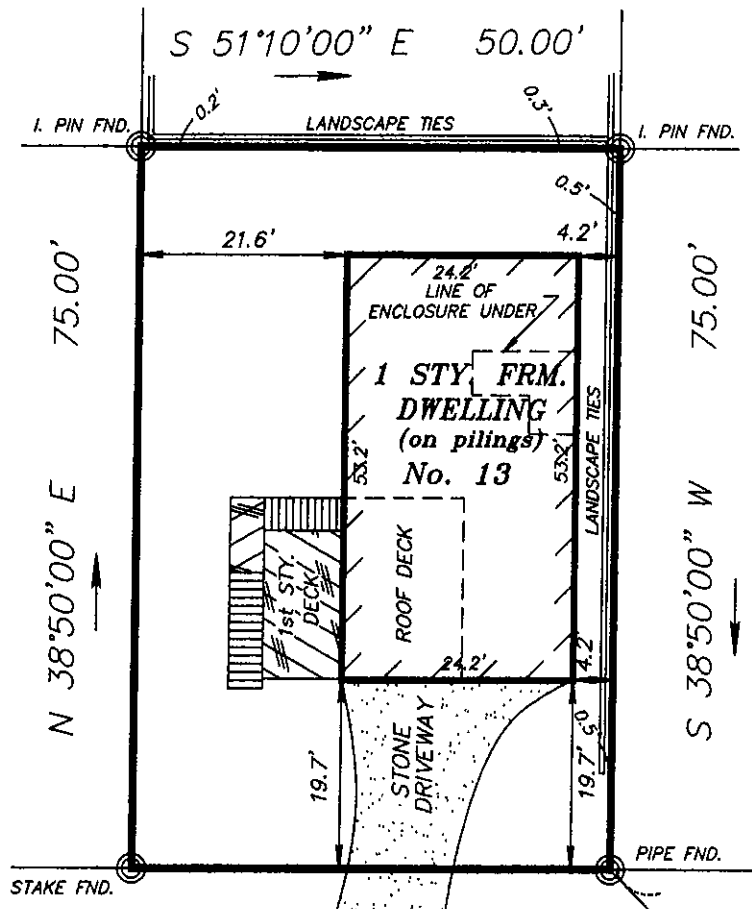 S 51°10'00" E 50.00'
I. PIN FND.
0.2'
LANDSCAPE TIES
0.3'
I. PIN FND.
0.5'
75.00'
21.6'
4.2'
75.00'
24.2'
LINE OF
ENCLOSURE UNDER
1 STY. FRM.
DWELLING
(on pilings)
No. 13
53.2'
53.2'
LANDSCAPE TIES
N 38°50'00" E
S 38°50'00" W
1st STY.
DECK
ROOF DECK
24.2'
4.2'
STONE
DRIVEWAY
19.7'
19.7'
STAKE FND.
PIPE FND.